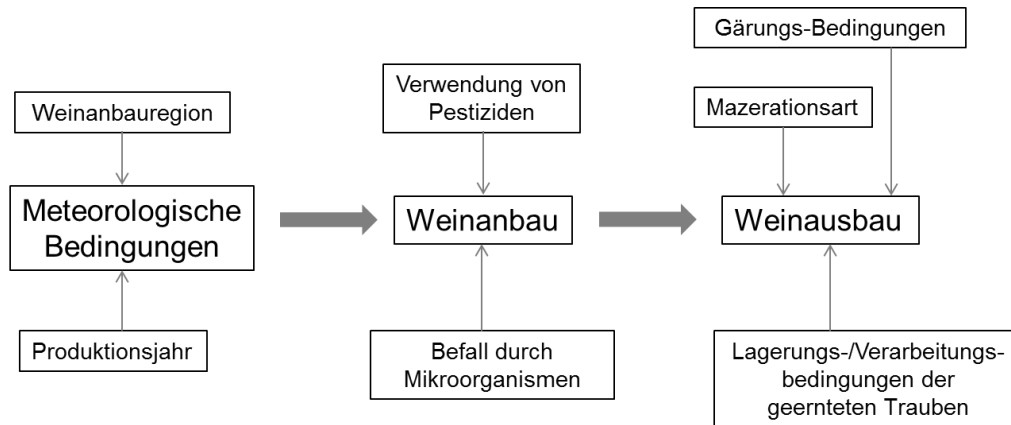 Gärungs-Bedingungen
Verwendung von
Pestiziden
Weinanbauregion
Mazerationsart
Meteorologische
Bedingungen
Weinanbau
Weinausbau
Produktionsjahr
Befall durch
Mikroorganismen
Lagerungs-/Verarbeitungs-
bedingungen der
geernteten Trauben